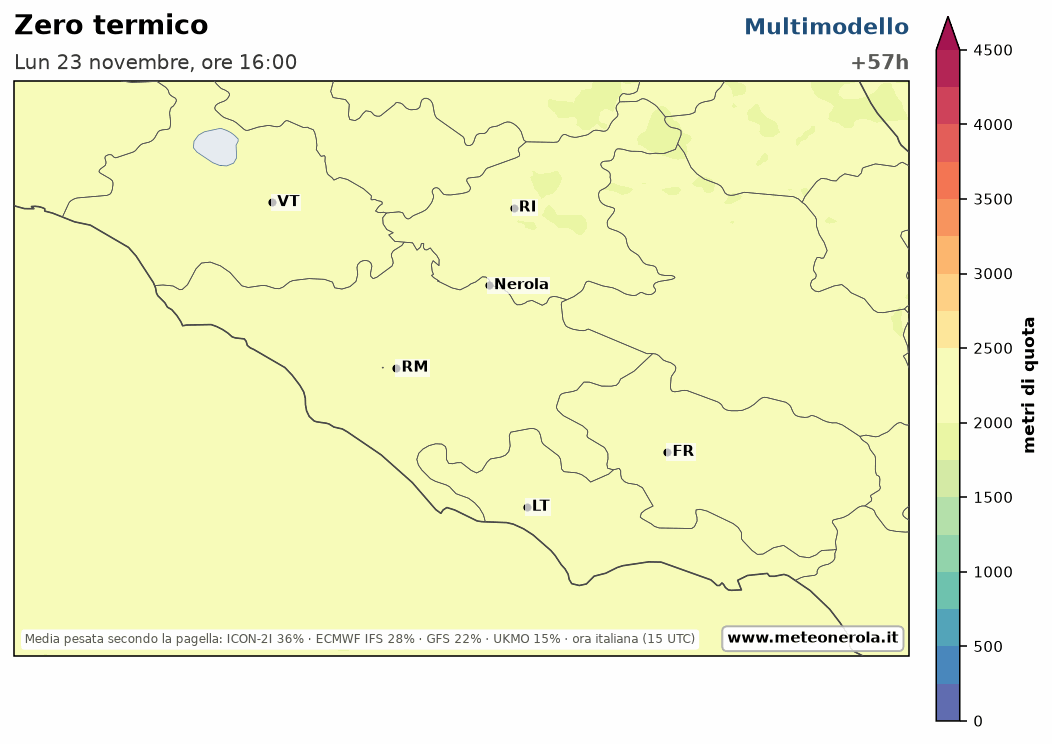 Zero termico
Multimodello
Lun 23 novembre, ore 16:00
+57h
VT
RI
Nerola
RM
FR
LT
Media pesata secondo la pagella: ICON-2I 36% · ECMWF IFS 28% · GFS 22% · UKMO 15% · ora italiana (15 UTC)
www.meteonerola.it
4500
4000
3500
3000
2500
2000
1500
1000
500
0
metri di quota